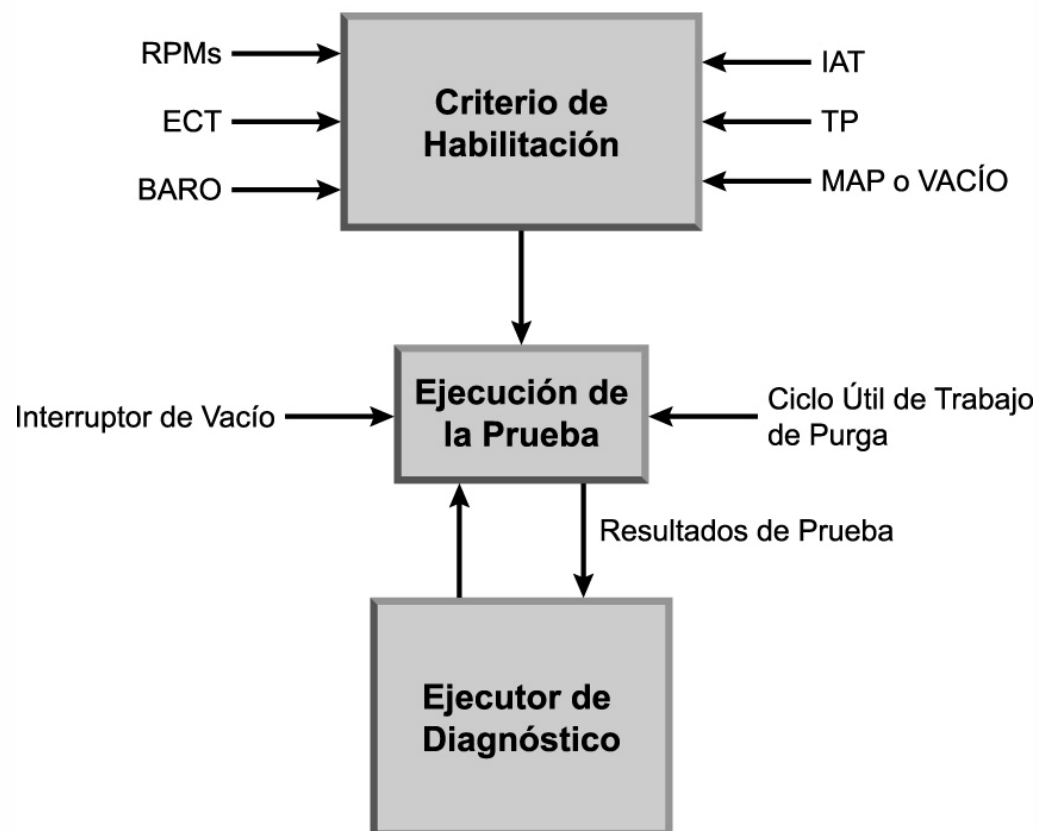 RPMs
ECT
BARO
Criterio de
Habilitación
IAT
TP
MAP o VACÍO
Interruptor de Vacío
Ejecución de
la Prueba
Ciclo Útil de Trabajo
de Purga
Resultados de Prueba
Ejecutor de
Diagnóstico